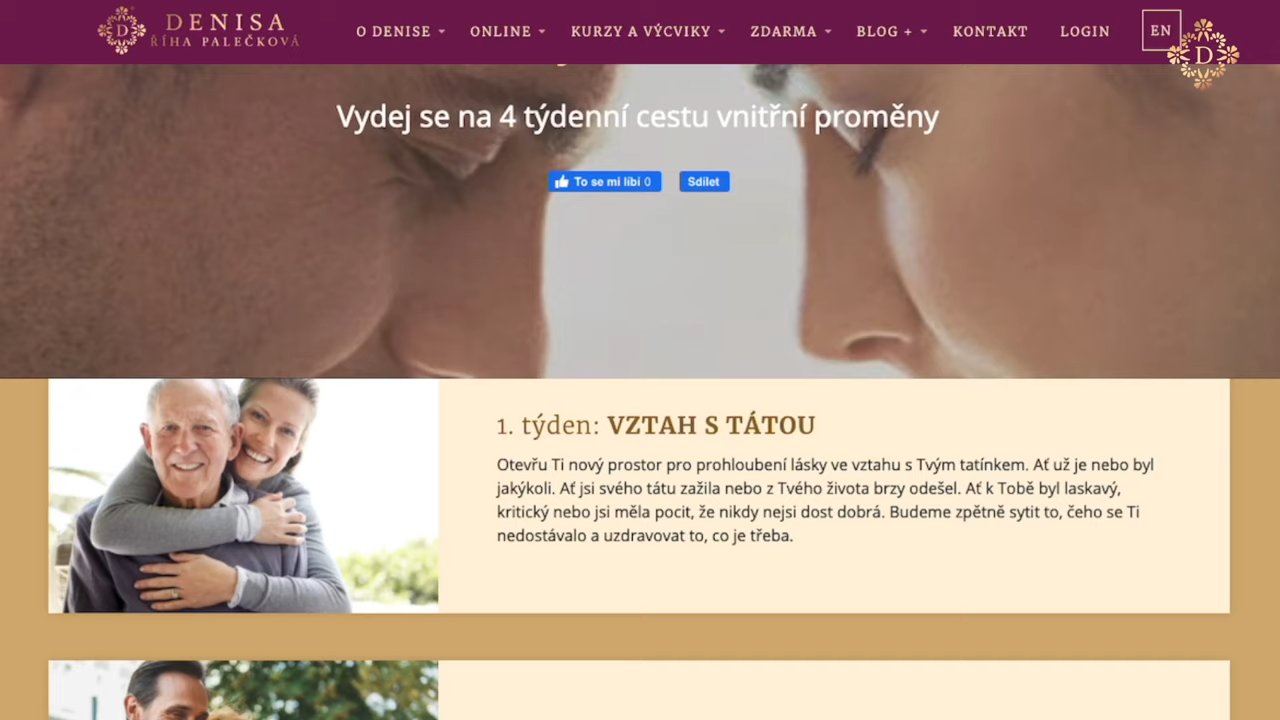 DENISA
ŘÍHA PALEČKOVÁ
O DENISE
ONLINE
KURZY A VÝCVIKY
ZDARMA
BLOG +
KONTAKT
LOGIN
EN
D
D
Vydej se na 4 týdenní cestu vnitřní proměny
To se mi líbí 0
Sdílet
1. týden: VZTAH S TÁTOU
Otevřu Ti nový prostor pro prohloubení lásky ve vztahu s Tvým tatínkem. Ať už je nebo byl
jakýkoli. Ať jsi svého tátu zažila nebo z Tvého života brzy odešel. Ať k Tobě byl laskavý,
kritický nebo jsi měla pocit, že nikdy nejsi dost dobrá. Budeme zpětně sytit to, čeho se Ti
nedostávalo a uzdravovat to, co je třeba.